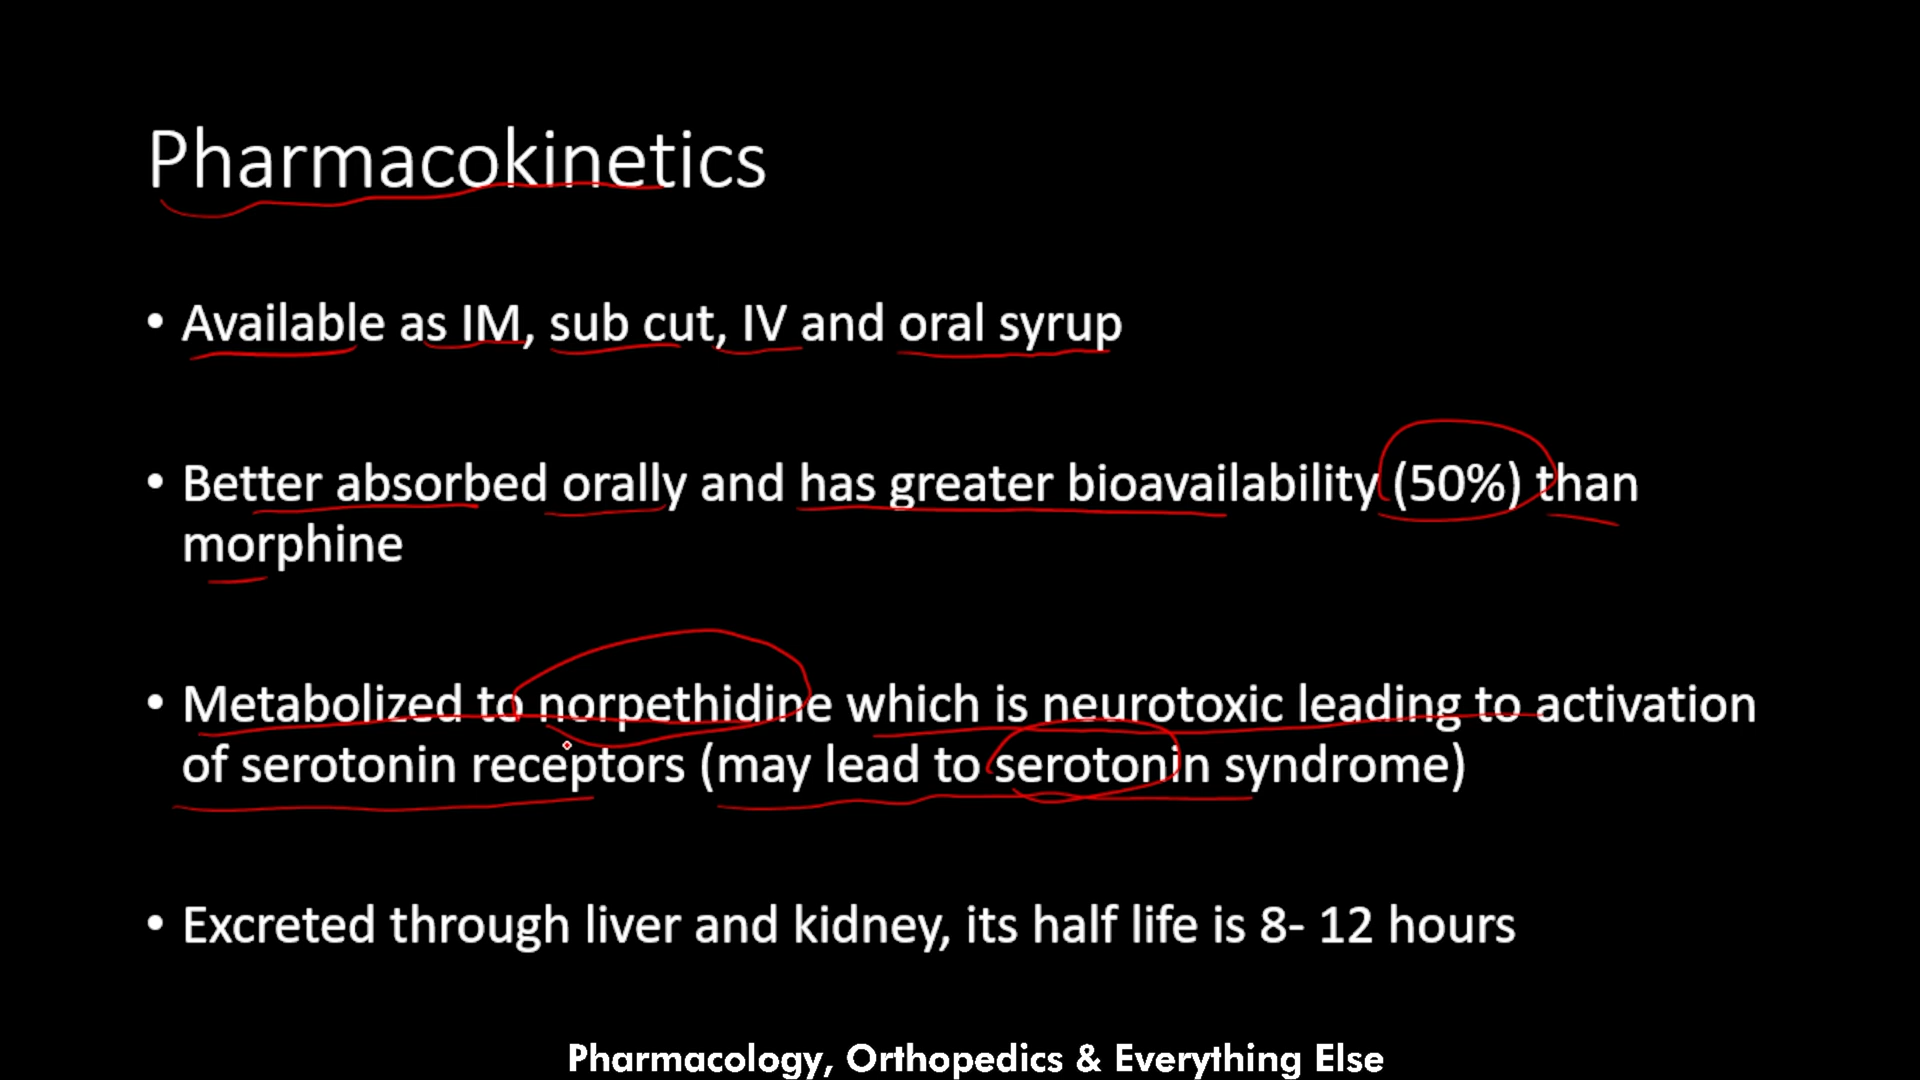 Pharmacokinetics
• Available as IM, sub cut, IV and oral syrup
• Better absorbed orally and has greater bioavailability (50%) than
morphine
• Metabolized to norpethidine which is neurotoxic leading to activation
of serotonin receptors (may lead to serotonin syndrome)
• Excreted through liver and kidney, its half life is 8- 12 hours
Pharmacology, Orthopedics & Everything Else